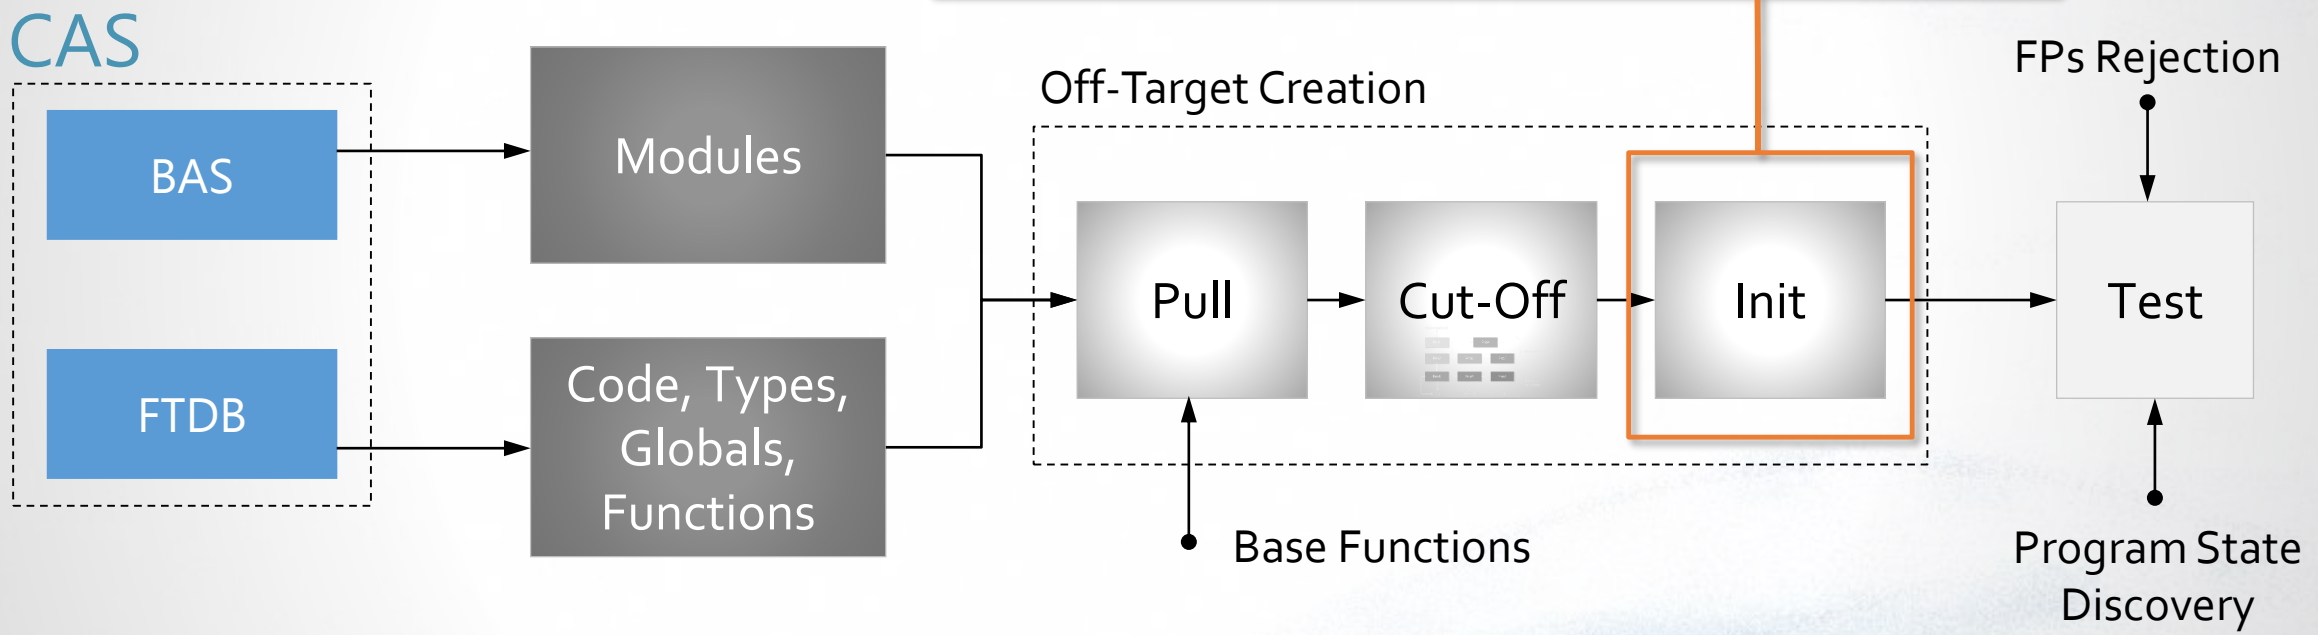 CAS
BAS
FTDB
Modules
Code, Types,
Globals,
Functions
Off-Target Creation
Pull
Cut-Off
Init
Base Functions
FPs Rejection
Test
Program State
Discovery